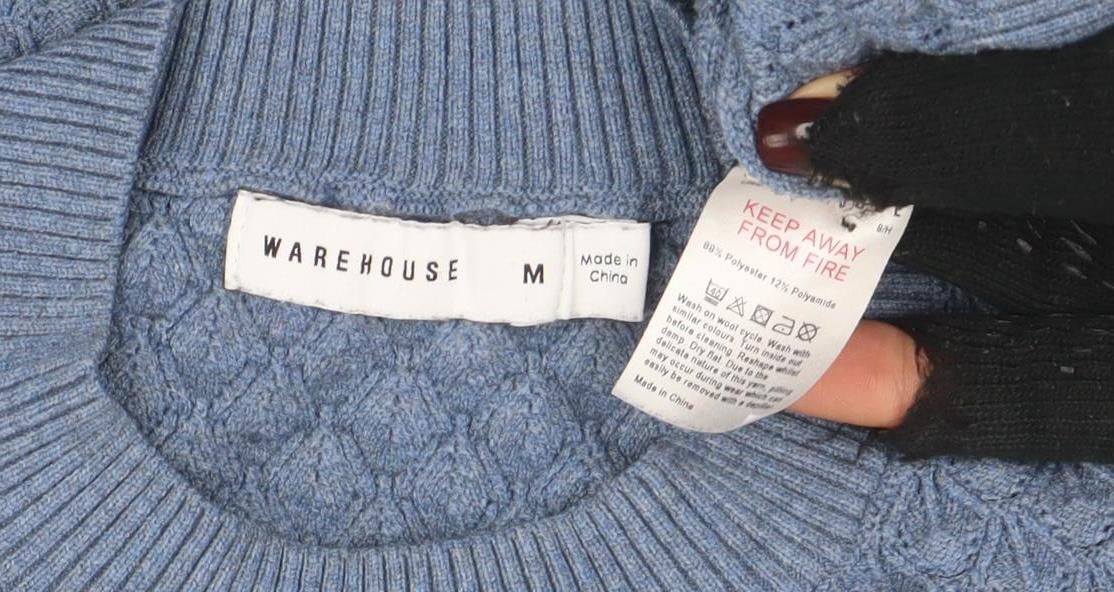 WAREHOUSE
M
Made in
China
8/H
KEEP AWAY
FROM FIRE
88% Polyester 12% Polyamide
40
Wash on wool cycle. Wash with
similar colours. Turn inside out
before cleaning. Reshape whilst
damp. Dry flat. Due to the
delicate nature of this yarn, pilling
may occur during wear which can
easily be removed with a
Made in China